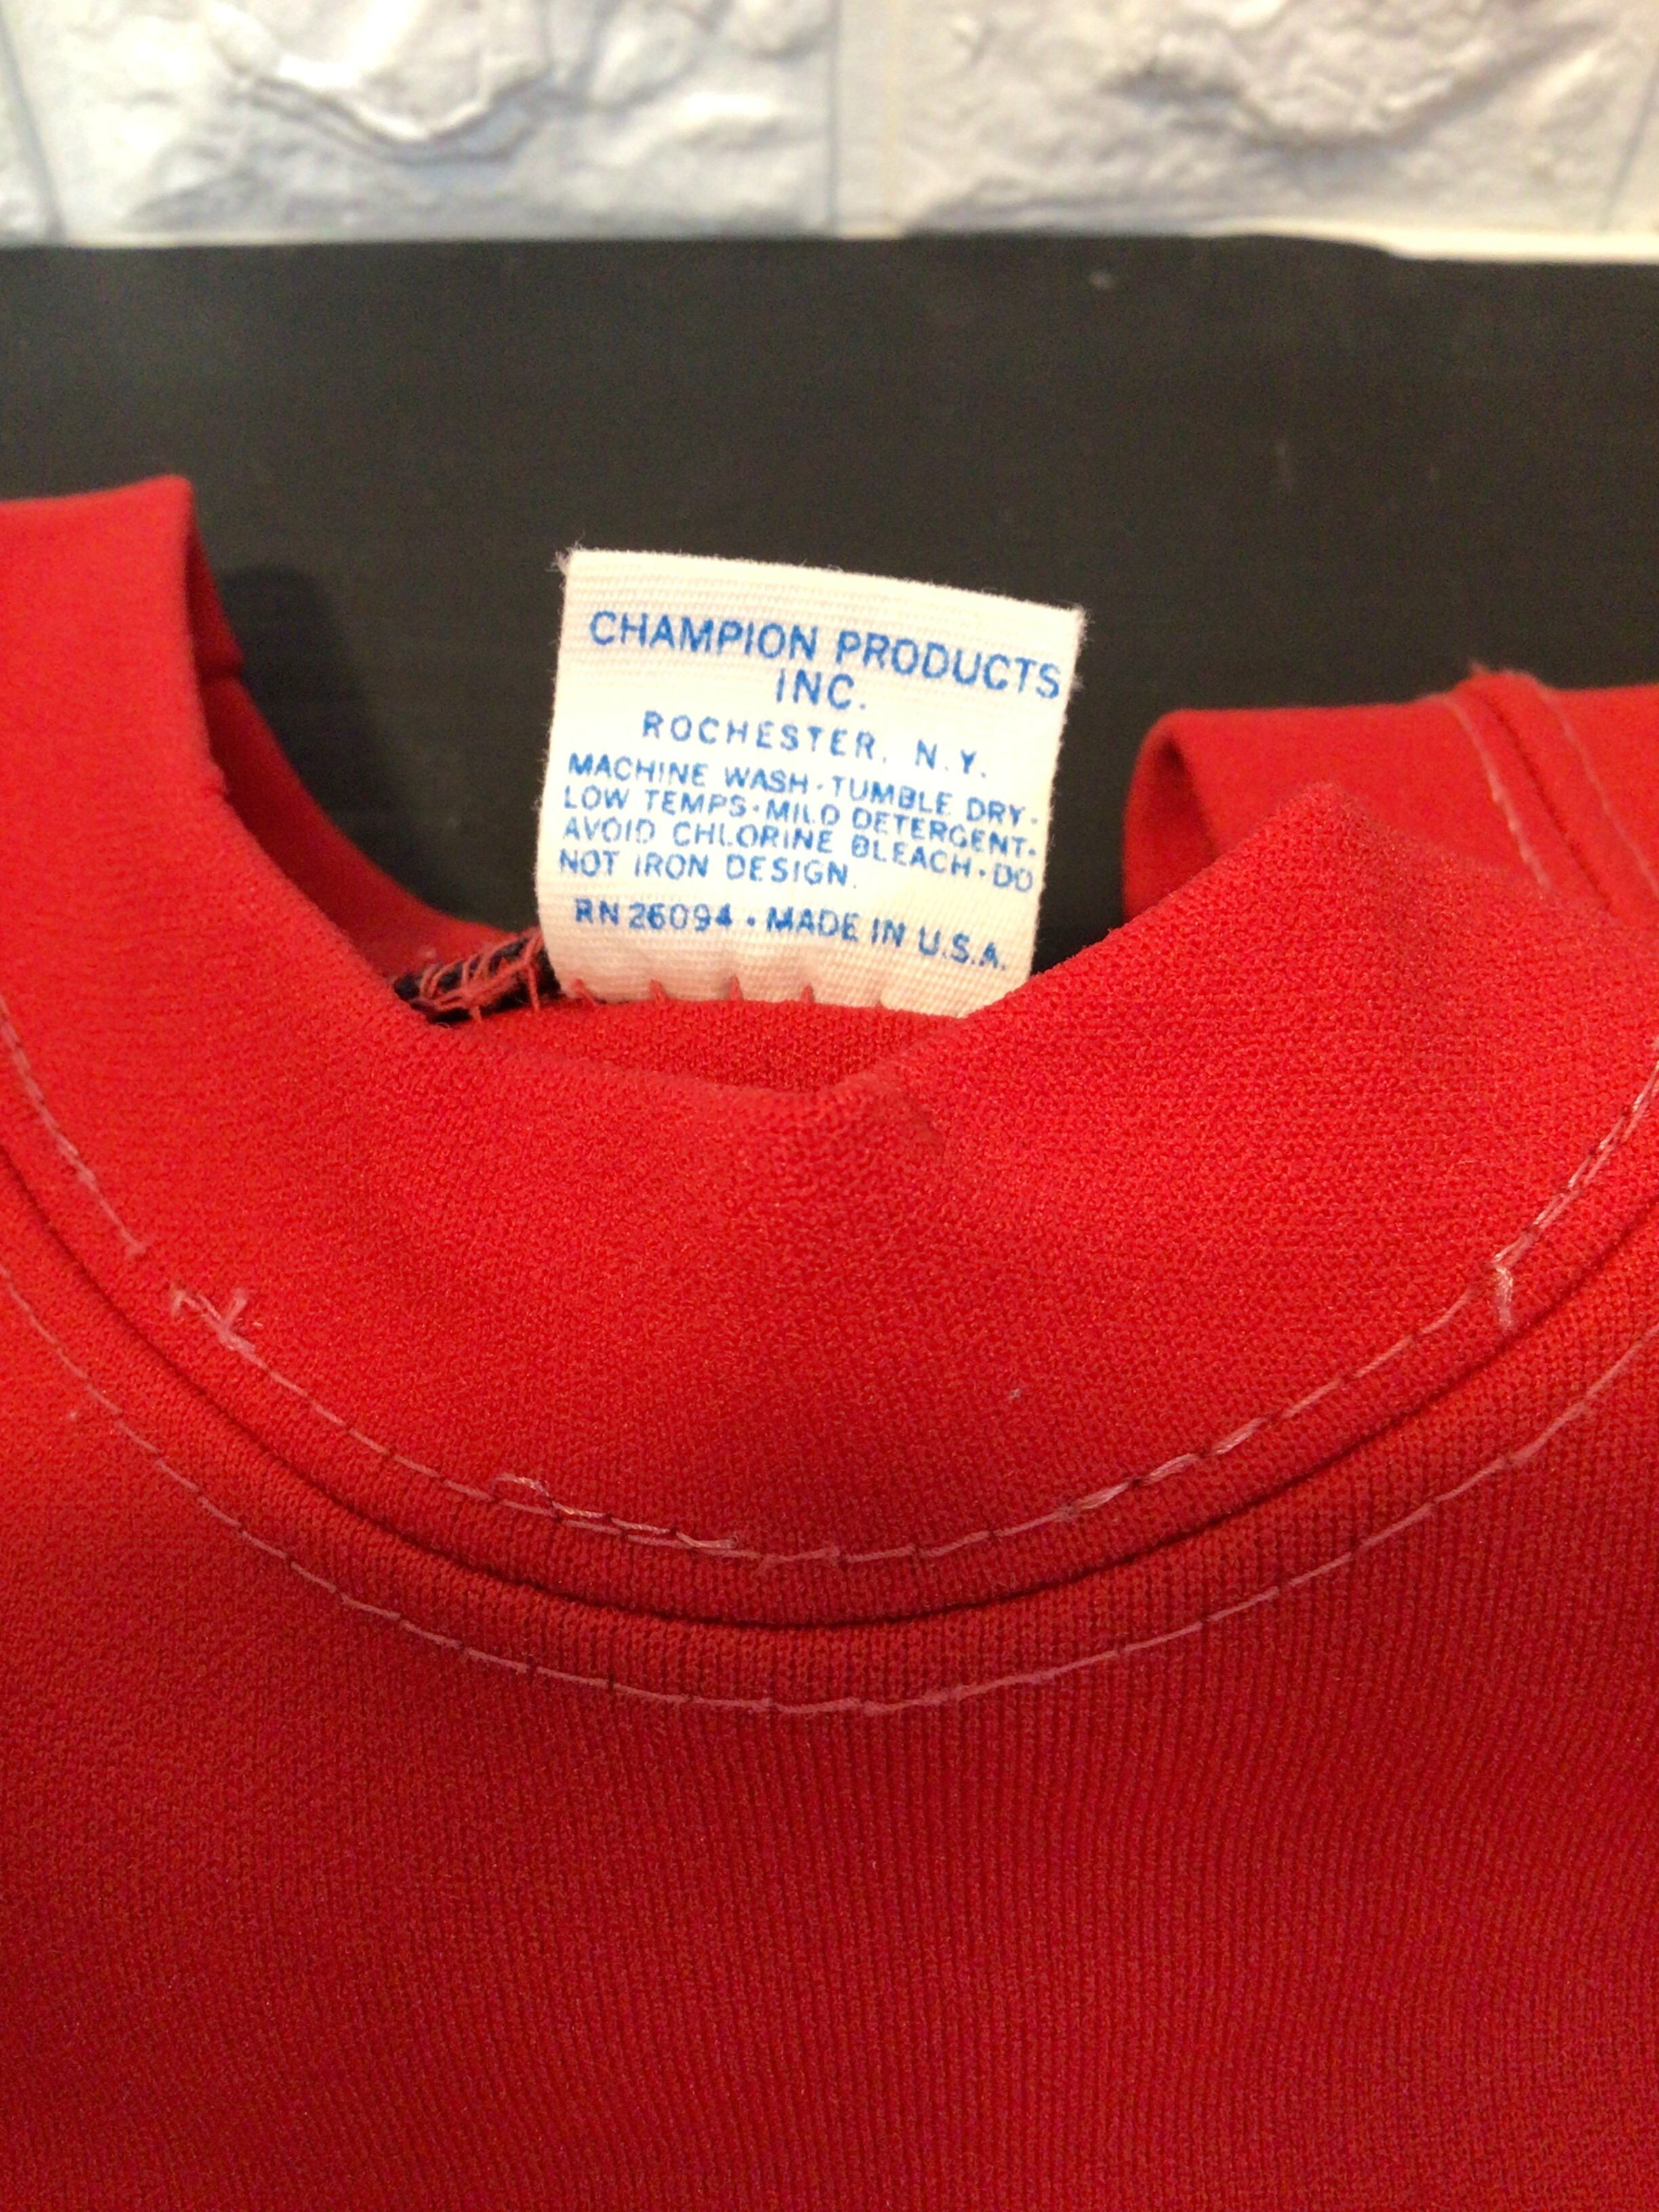 CHAMPION PRODUCTS
INC.
ROCHESTER, N.Y.
MACHINE WASH·TUMBLE DRY·
LOW TEMPS·MILD DETERGENT·
AVOID CHLORINE BLEACH·DO
NOT IRON DESIGN.
RN 26094 · MADE IN U.S.A.